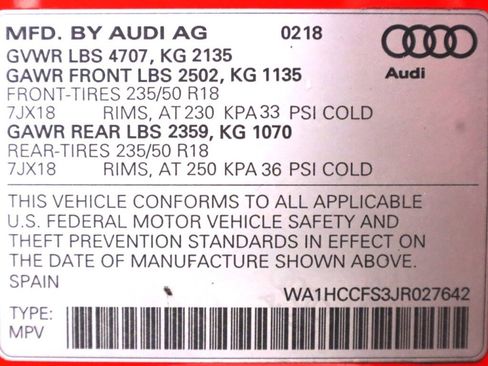 MFD. BY AUDI AG 0218
GVWR LBS 4707, KG 2135
GAWR FRONT LBS 2502, KG 1135
Audi
FRONT-TIRES 235/50 R18
7JX18 RIMS, AT 230 KPA 33 PSI COLD
GAWR REAR LBS 2359, KG 1070
REAR-TIRES 235/50 R18
7JX18 RIMS, AT 250 KPA 36 PSI COLD
THIS VEHICLE CONFORMS TO ALL APPLICABLE
U.S. FEDERAL MOTOR VEHICLE SAFETY AND
THEFT PREVENTION STANDARDS IN EFFECT ON
THE DATE OF MANUFACTURE SHOWN ABOVE.
SPAIN
WA1HCCFS3JR027642
TYPE:
MPV